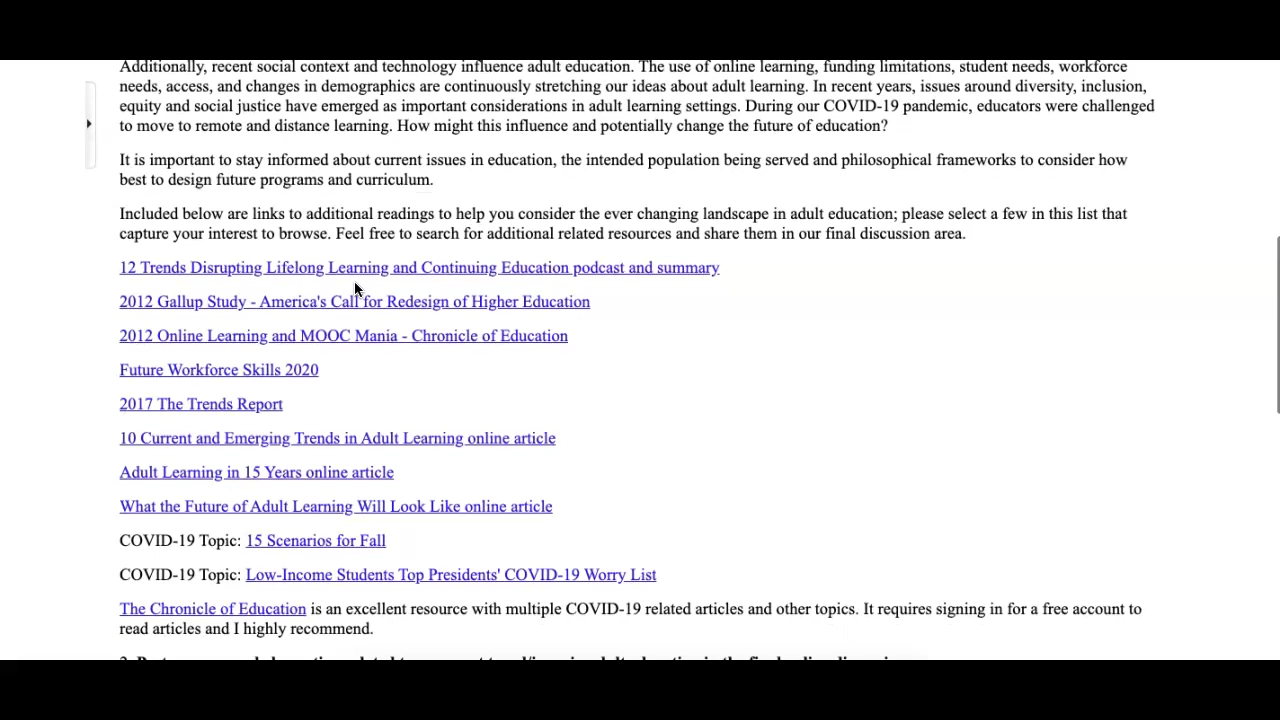 Additionally, recent social context and technology influence adult education. The use of online learning, funding limitations, student needs, workforce
needs, access, and changes in demographics are continuously stretching our ideas about adult learning. In recent years, issues around diversity, inclusion,
equity and social justice have emerged as important considerations in adult learning settings. During our COVID-19 pandemic, educators were challenged
to move to remote and distance learning. How might this influence and potentially change the future of education?
It is important to stay informed about current issues in education, the intended population being served and philosophical frameworks to consider how
best to design future programs and curriculum.
Included below are links to additional readings to help you consider the ever changing landscape in adult education; please select a few in this list that
capture your interest to browse. Feel free to search for additional related resources and share them in our final discussion area.
12 Trends Disrupting Lifelong Learning and Continuing Education podcast and summary
2012 Gallup Study - America's Call for Redesign of Higher Education
2012 Online Learning and MOOC Mania - Chronicle of Education
Future Workforce Skills 2020
2017 The Trends Report
10 Current and Emerging Trends in Adult Learning online article
Adult Learning in 15 Years online article
What the Future of Adult Learning Will Look Like online article
COVID-19 Topic: 15 Scenarios for Fall
COVID-19 Topic: Low-Income Students Top Presidents' COVID-19 Worry List
The Chronicle of Education is an excellent resource with multiple COVID-19 related articles and other topics. It requires signing in for a free account to
read articles and I highly recommend.